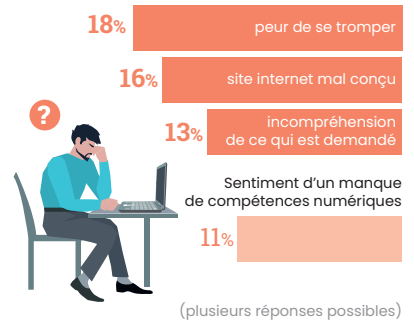 18% peur de se tromper
16% site internet mal conçu
13% incompréhension
de ce qui est demandé
?
Sentiment d'un manque
de compétences numériques
11%
(plusieurs réponses possibles)